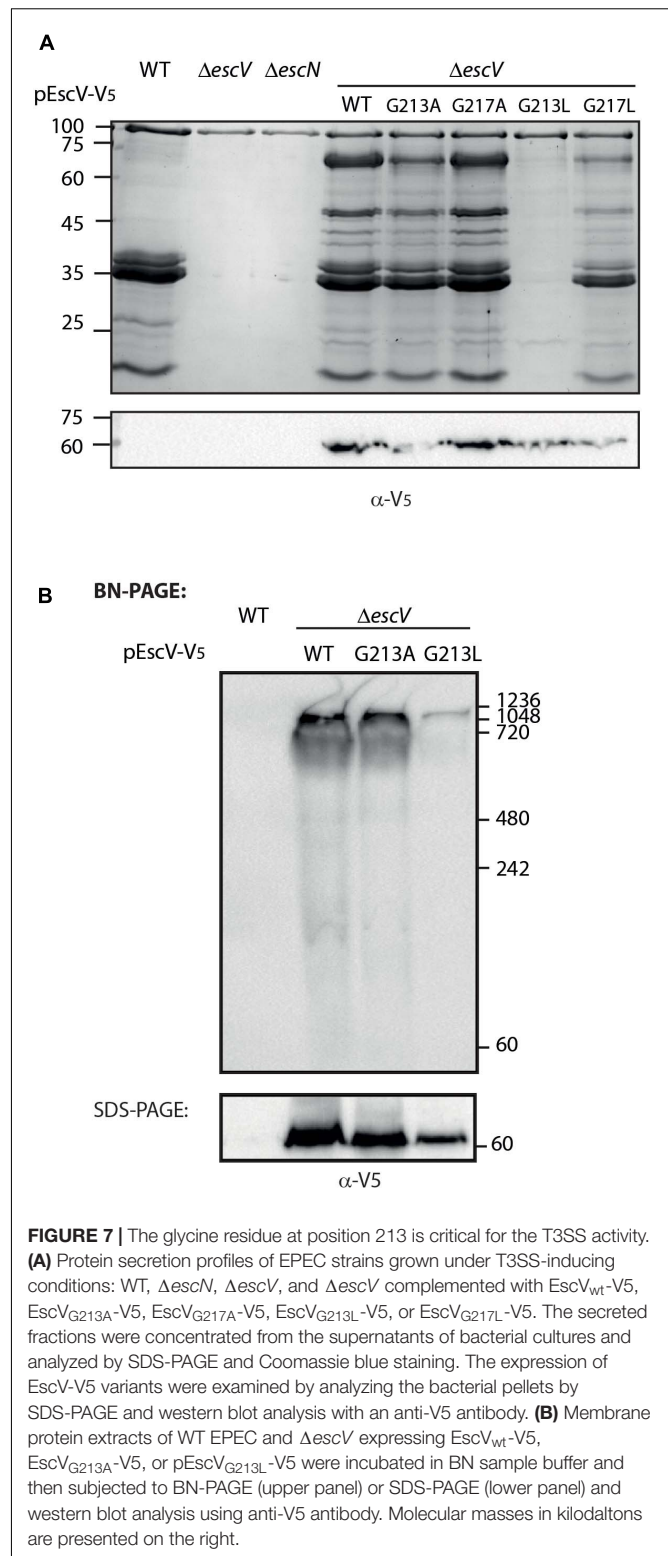 A
WT ΔescV ΔescN ΔescV
pEscV-V5 WT G213A G217A G213L G217L
100
75
60
45
35
25
75
60
α-V5
B BN-PAGE:
WT ΔescV
pEscV-V5 WT G213A G213L
1236
1048
720
480
242
60
SDS-PAGE:
60
α-V5
FIGURE 7 | The glycine residue at position 213 is critical for the T3SS activity.
(A) Protein secretion profiles of EPEC strains grown under T3SS-inducing
conditions: WT, ΔescN, ΔescV, and ΔescV complemented with EscVwt-V5,
EscVG213A-V5, EscVG217A-V5, EscVG213L-V5, or EscVG217L-V5. The secreted
fractions were concentrated from the supernatants of bacterial cultures and
analyzed by SDS-PAGE and Coomassie blue staining. The expression of
EscV-V5 variants were examined by analyzing the bacterial pellets by
SDS-PAGE and western blot analysis with an anti-V5 antibody. (B) Membrane
protein extracts of WT EPEC and ΔescV expressing EscVwt-V5,
EscVG213A-V5, or pEscVG213L-V5 were incubated in BN sample buffer and
then subjected to BN-PAGE (upper panel) or SDS-PAGE (lower panel) and
western blot analysis using anti-V5 antibody. Molecular masses in kilodaltons
are presented on the right.